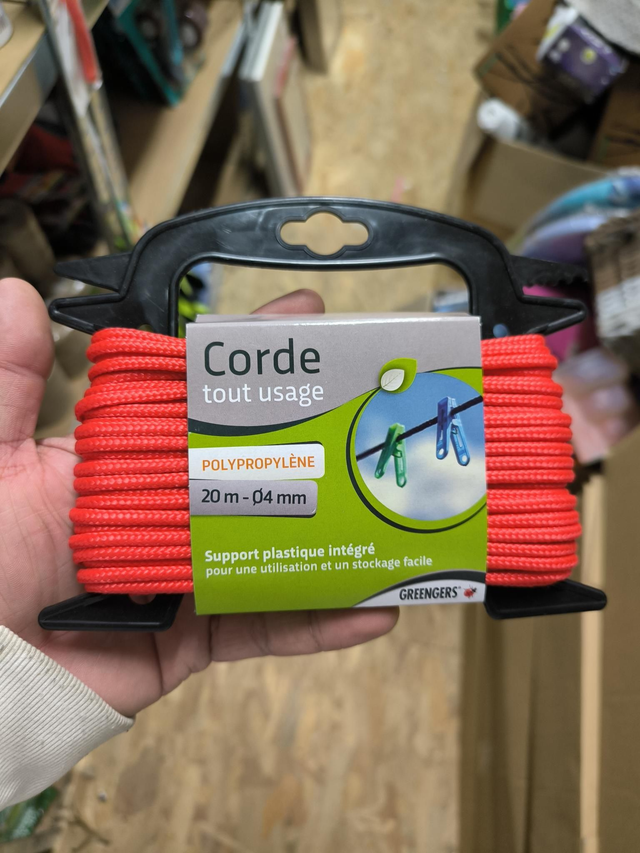 Corde
tout usage
POLYPROPYLÈNE
20 m - Ø4 mm
Support plastique intégré
pour une utilisation et un stockage facile
GREENGERS